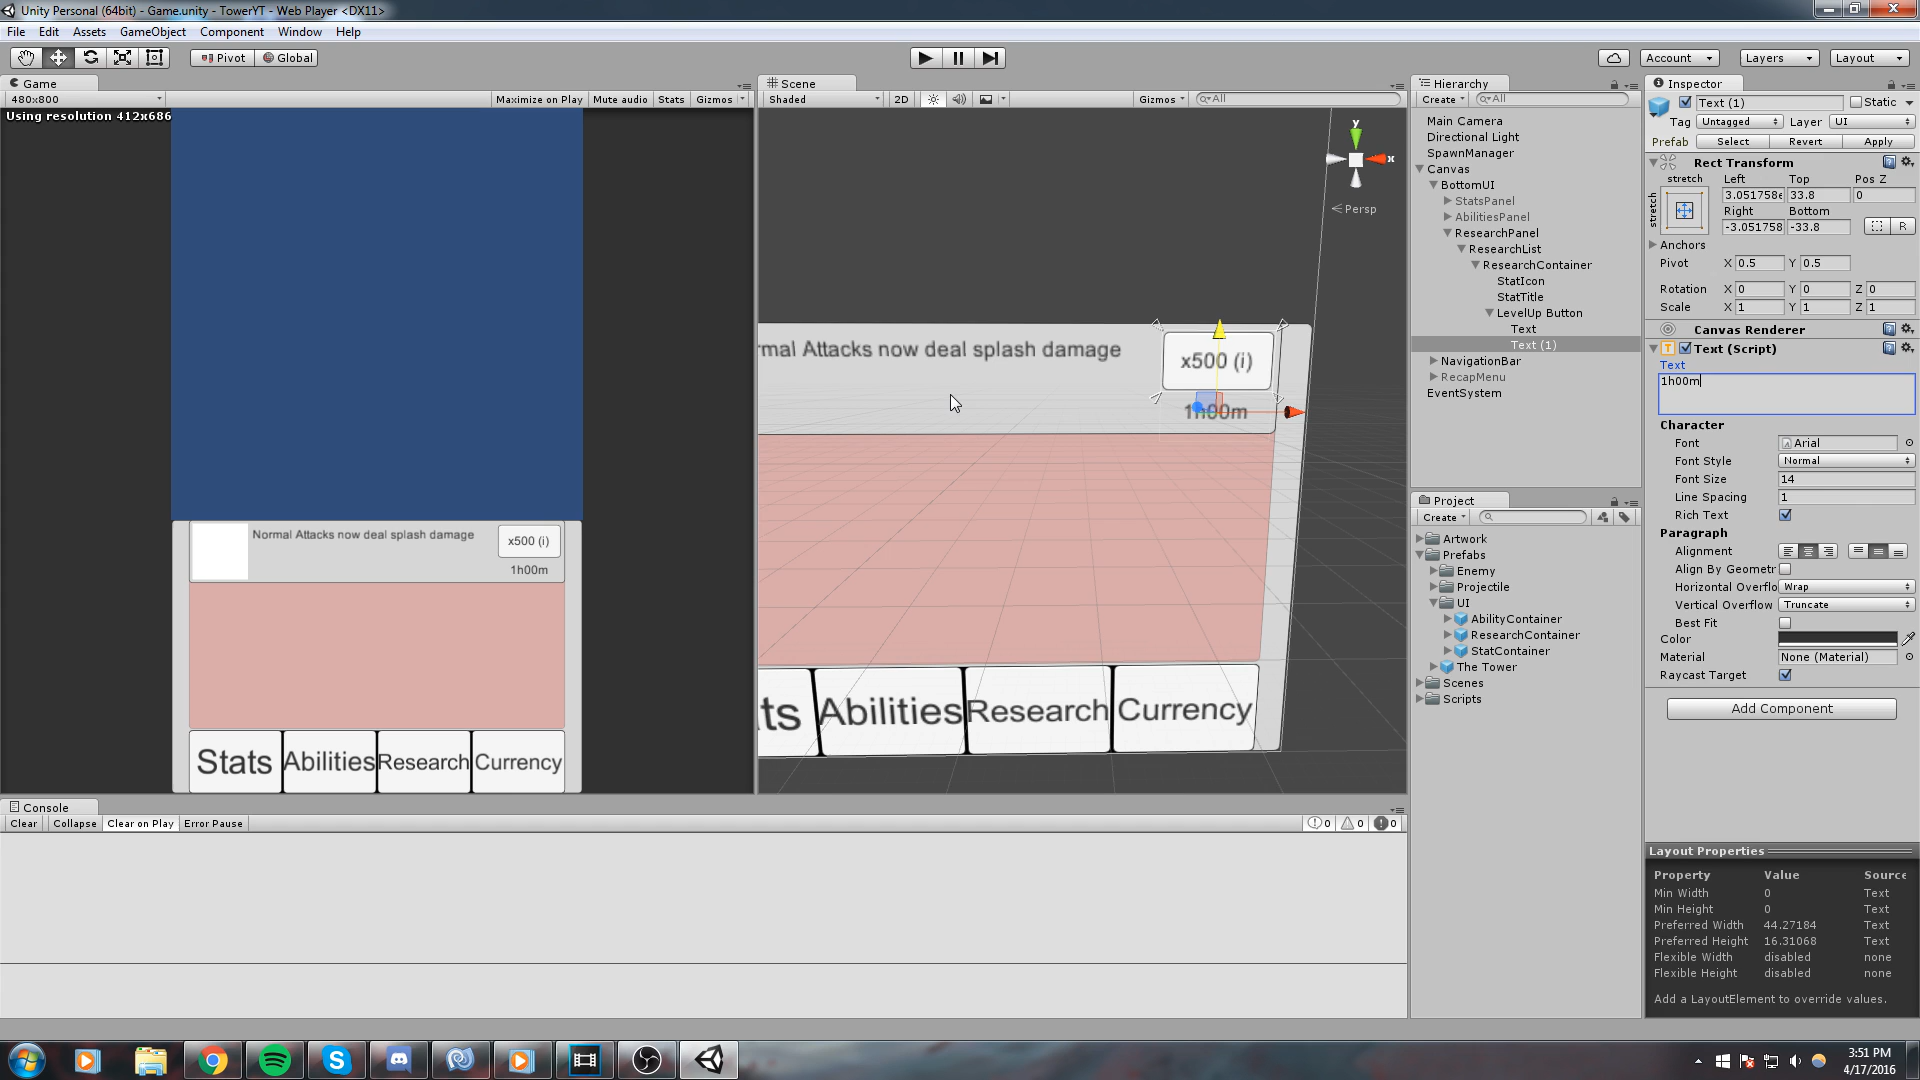 Unity Personal (64bit) - Game.unity - TowerYT - Web Player <DX11>
File Edit Assets GameObject Component Window Help
Pivot Global
Account Layers Layout
Game
480x800 Maximize on Play Mute audio Stats Gizmos
Using resolution 412x686
Normal Attacks now deal splash damage
x500 (i)
1h00m
Stats Abilities Research Currency
Scene
Shaded 2D Gizmos All
y
x
Persp
rmal Attacks now deal splash damage
x500 (i)
1h00m
ts Abilities Research Currency
Hierarchy
Create All
Main Camera
Directional Light
SpawnManager
Canvas
BottomUI
StatsPanel
AbilitiesPanel
ResearchPanel
ResearchList
ResearchContainer
StatIcon
StatTitle
LevelUp Button
Text
Text (1)
NavigationBar
RecapMenu
EventSystem
Project
Create
Artwork
Prefabs
Enemy
Projectile
UI
AbilityContainer
ResearchContainer
StatContainer
The Tower
Scenes
Scripts
Inspector
Text (1) Static
Tag Untagged Layer UI
Prefab Select Revert Apply
Rect Transform
stretch Left Top Pos Z
stretch 3.051758e 33.8 0
Right Bottom
-3.051758 -33.8 R
Anchors
Pivot X 0.5 Y 0.5
Rotation X 0 Y 0 Z 0
Scale X 1 Y 1 Z 1
Canvas Renderer
Text (Script)
Text
1h00m
Character
Font Arial
Font Style Normal
Font Size 14
Line Spacing 1
Rich Text
Paragraph
Alignment
Align By Geometr
Horizontal Overflo Wrap
Vertical Overflow Truncate
Best Fit
Color
Material None (Material)
Raycast Target
Add Component
Layout Properties
Property Value Source
Min Width 0 Text
Min Height 0 Text
Preferred Width 44.27184 Text
Preferred Height 16.31068 Text
Flexible Width disabled none
Flexible Height disabled none
Add a LayoutElement to override values.
Console
Clear Collapse Clear on Play Error Pause 0 0 0
3:51 PM
4/17/2016